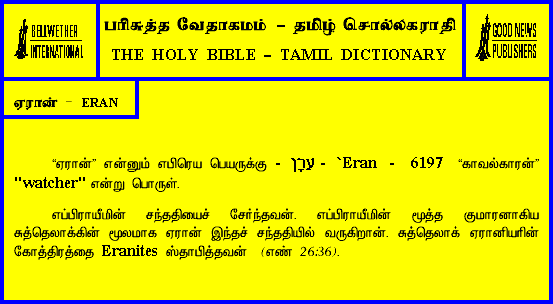 BELLWETHER
INTERNATIONAL
பரிசுத்த வேதாகமம் – தமிழ் சொல்லகராதி
THE HOLY BIBLE – TAMIL DICTIONARY
GOOD NEWS
PUBLISHERS
ஏரான் – ERAN
“ஏரான்” என்னும் எபிரெய பெயருக்கு - עֵרָן - `Eran - 6197 “காவல்காரன்”
"watcher" என்று பொருள்.
எப்பிராயீமின் சந்ததியைச் சேர்ந்தவன். எப்பிராயீமின் மூத்த குமாரனாகிய
சுத்தெலாக்கின் மூலமாக ஏரான் இந்தச் சந்ததியில் வருகிறான். சுத்தெலாக் ஏரானியரின்
கோத்திரத்தை Eranites ஸ்தாபித்தவன் (எண் 26:36).